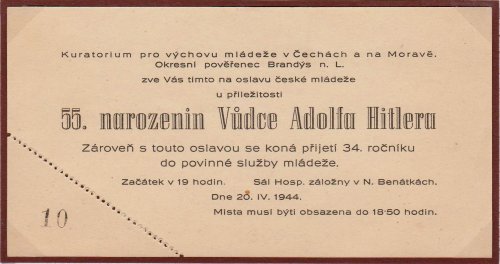 Kuratorium pro výchovu mládeže v Čechách a na Moravě.
Okresní pověřenec Brandýs n. L.
zve Vás tímto na oslavu české mládeže
u příležitosti
55. narozenin Vůdce Adolfa Hitlera
Zároveň s touto oslavou se koná přijetí 34. ročníku
do povinné služby mládeže.
Začátek v 19 hodin. Sál Hosp. záložny v N. Benátkách.
Dne 20. IV. 1944.
Místa musí býti obsazena do 18·50 hodin.
10